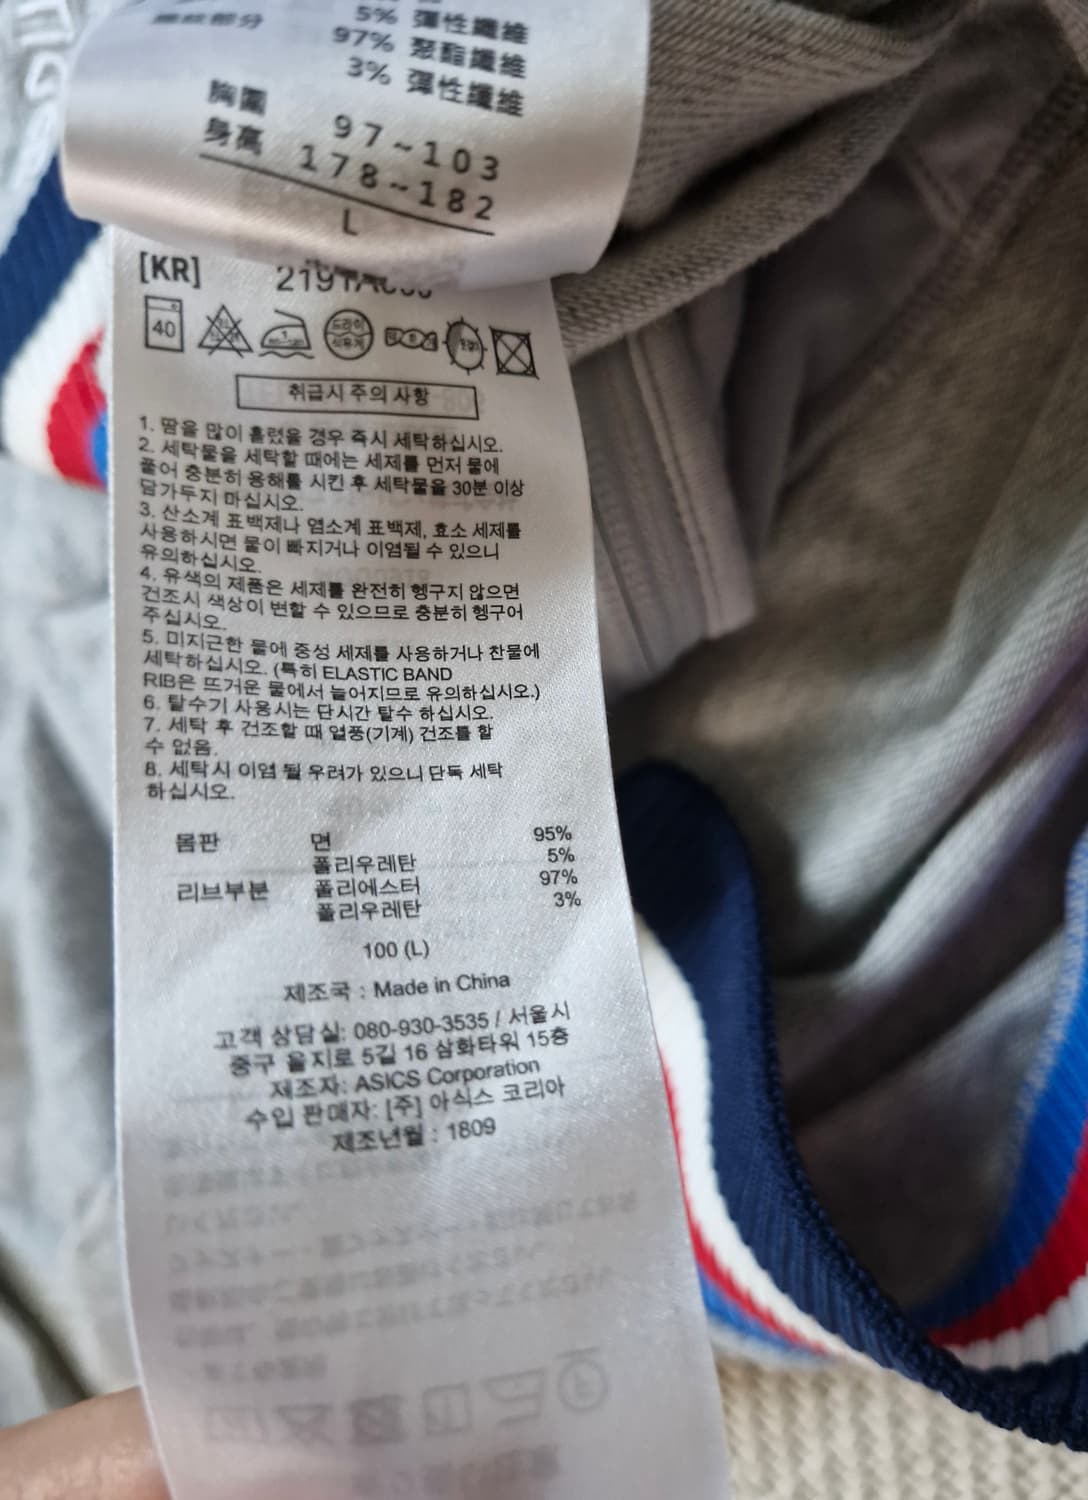 5% 彈性纖維
97% 聚酯纖維
3% 彈性纖維
胸圍 97~103
身高 178~182
L
[KR] 2191A
40
드라이
석유계
취급시 주의 사항
1. 땀을 많이 흘렸을 경우 즉시 세탁하십시오.
2. 세탁물을 세탁할 때에는 세제를 먼저 물에
풀어 충분히 용해를 시킨 후 세탁물을 30분 이상
담가두지 마십시오.
3. 산소계 표백제나 염소계 표백제, 효소 세제를
사용하시면 물이 빠지거나 이염될 수 있으니
유의하십시오.
4. 유색의 제품은 세제를 완전히 헹구지 않으면
건조시 색상이 변할 수 있으므로 충분히 헹구어
주십시오.
5. 미지근한 물에 중성 세제를 사용하거나 찬물에
세탁하십시오. (특히 ELASTIC BAND
RIB은 뜨거운 물에서 늘어지므로 유의하십시오.)
6. 탈수기 사용시는 단시간 탈수 하십시오.
7. 세탁 후 건조할 때 열풍(기계) 건조를 할
수 없음.
8. 세탁시 이염 될 우려가 있으니 단독 세탁
하십시오.
몸판 면 95%
폴리우레탄 5%
리브부분 폴리에스터 97%
폴리우레탄 3%
100 (L)
제조국 : Made in China
고객 상담실: 080-930-3535 / 서울시
중구 을지로 5길 16 삼화타워 15층
제조자: ASICS Corporation
수입 판매자: [주] 아식스 코리아
제조년월 : 1809